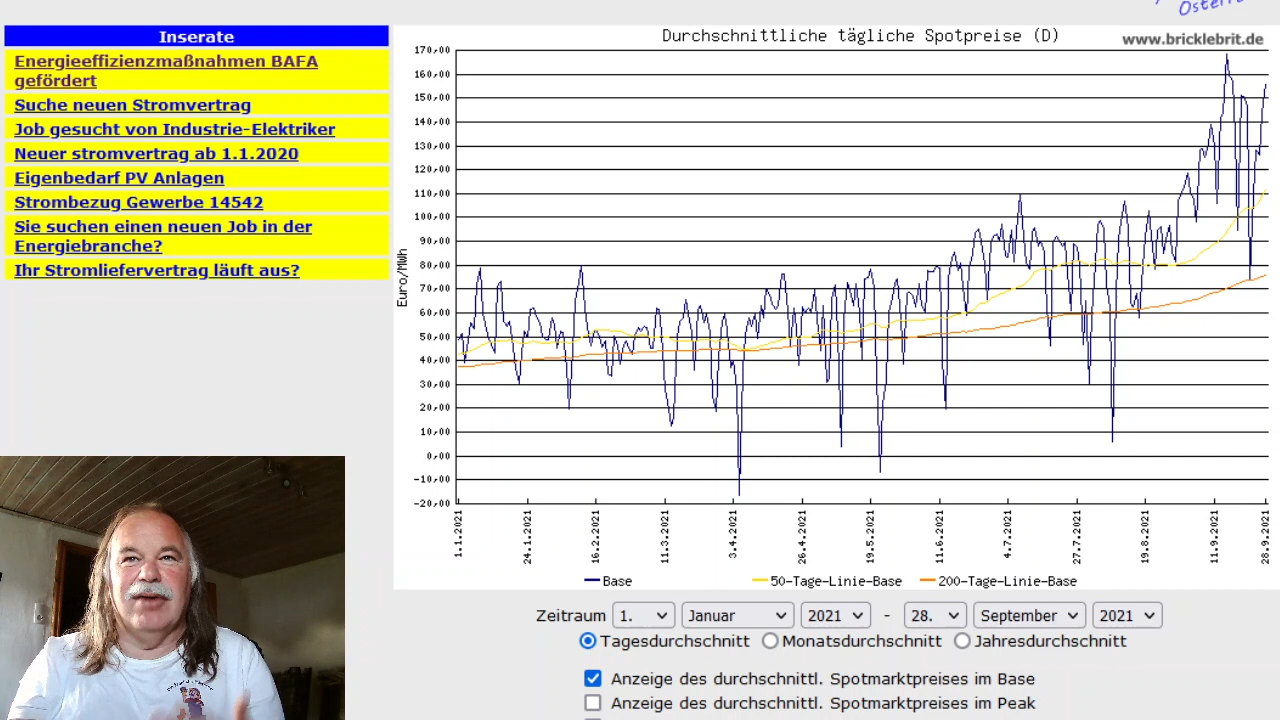 Inserate
Energieeffizienzmaßnahmen BAFA
gefördert
Suche neuen Stromvertrag
Job gesucht von Industrie-Elektriker
Neuer stromvertrag ab 1.1.2020
Eigenbedarf PV Anlagen
Strombezug Gewerbe 14542
Sie suchen einen neuen Job in der
Energiebranche?
Ihr Stromliefervertrag läuft aus?
Durchschnittliche tägliche Spotpreise (D)
www.bricklebrit.de
170,00
160,00
150,00
140,00
130,00
120,00
110,00
100,00
90,00
80,00
70,00
60,00
50,00
40,00
30,00
20,00
10,00
0,00
-10,00
-20,00
Euro/MWh
1.1.2021
24.1.2021
16.2.2021
11.3.2021
3.4.2021
26.4.2021
19.5.2021
11.6.2021
4.7.2021
27.7.2021
19.8.2021
11.9.2021
28.9.2021
Base 50-Tage-Linie-Base 200-Tage-Linie-Base
Zeitraum 1. Januar 2021 - 28. September 2021
Tagesdurchschnitt Monatsdurchschnitt Jahresdurchschnitt
Anzeige des durchschnittl. Spotmarktpreises im Base
Anzeige des durchschnittl. Spotmarktpreises im Peak